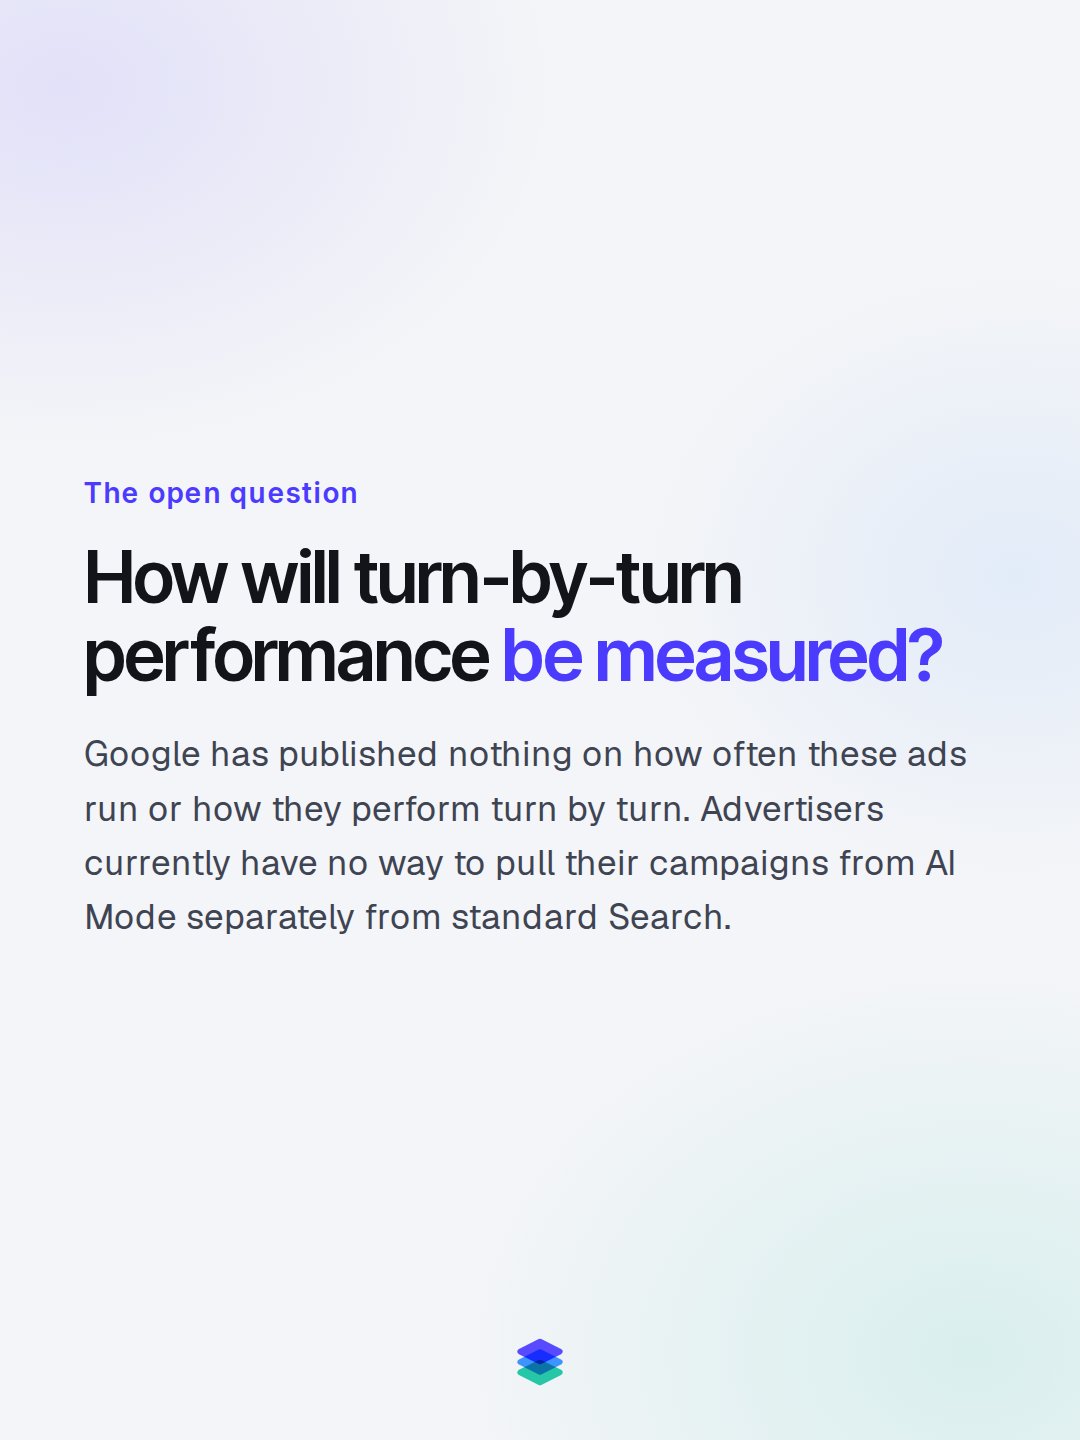 The open question
How will turn-by-turn
performance be measured?
Google has published nothing on how often these ads
run or how they perform turn by turn. Advertisers
currently have no way to pull their campaigns from AI
Mode separately from standard Search.